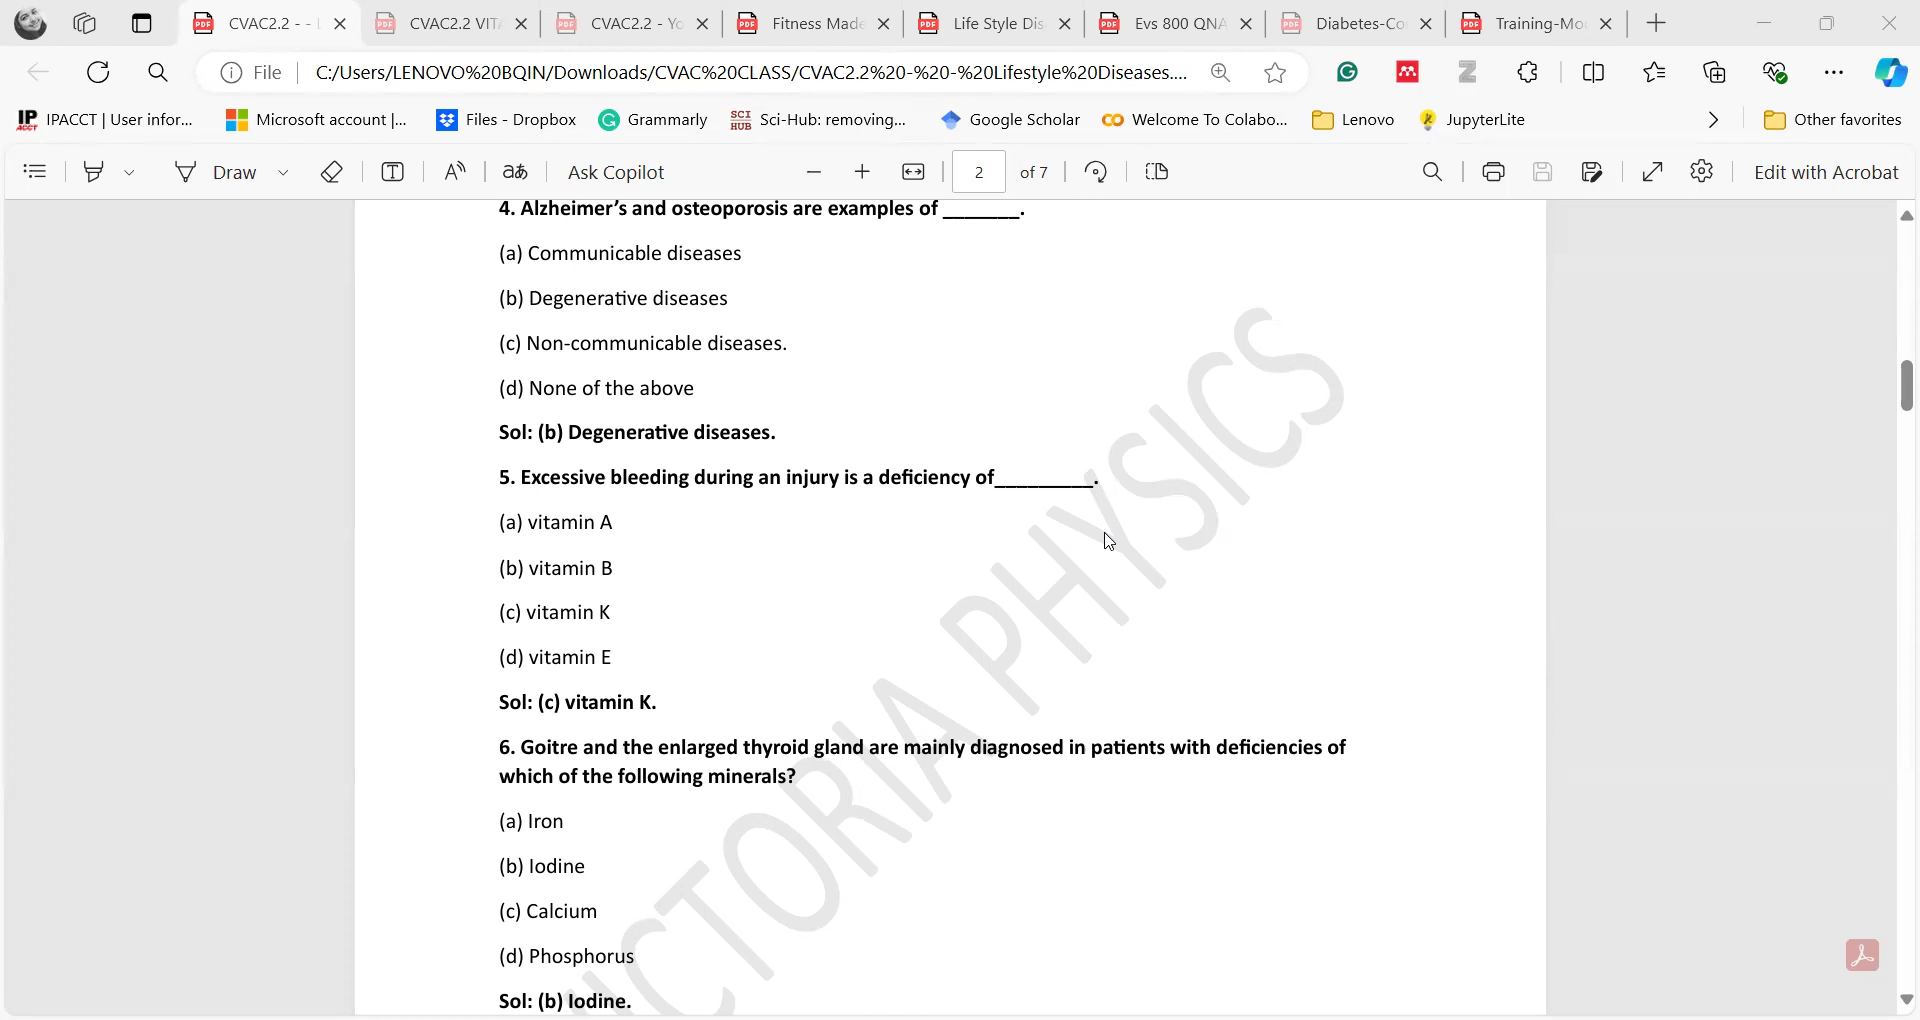 CVAC2.2 - - L
CVAC2.2 VITA
CVAC2.2 - Yo
Fitness Made
Life Style Dis
Evs 800 QNA
Diabetes-Co
Training-Mo
File
C:/Users/LENOVO%20BQIN/Downloads/CVAC%20CLASS/CVAC2.2%20-%20-%20Lifestyle%20Diseases....
IPACCT | User infor...
Microsoft account |...
Files - Dropbox
Grammarly
SCI HUB Sci-Hub: removing...
Google Scholar
Welcome To Colabo...
Lenovo
JupyterLite
Other favorites
Draw
Ask Copilot
2 of 7
Edit with Acrobat
4. Alzheimer’s and osteoporosis are examples of _______.
(a) Communicable diseases
(b) Degenerative diseases
(c) Non-communicable diseases.
(d) None of the above
Sol: (b) Degenerative diseases.
5. Excessive bleeding during an injury is a deficiency of_________.
(a) vitamin A
(b) vitamin B
(c) vitamin K
(d) vitamin E
Sol: (c) vitamin K.
6. Goitre and the enlarged thyroid gland are mainly diagnosed in patients with deficiencies of
which of the following minerals?
(a) Iron
(b) Iodine
(c) Calcium
(d) Phosphorus
Sol: (b) Iodine.
ICTORIA PHYSICS